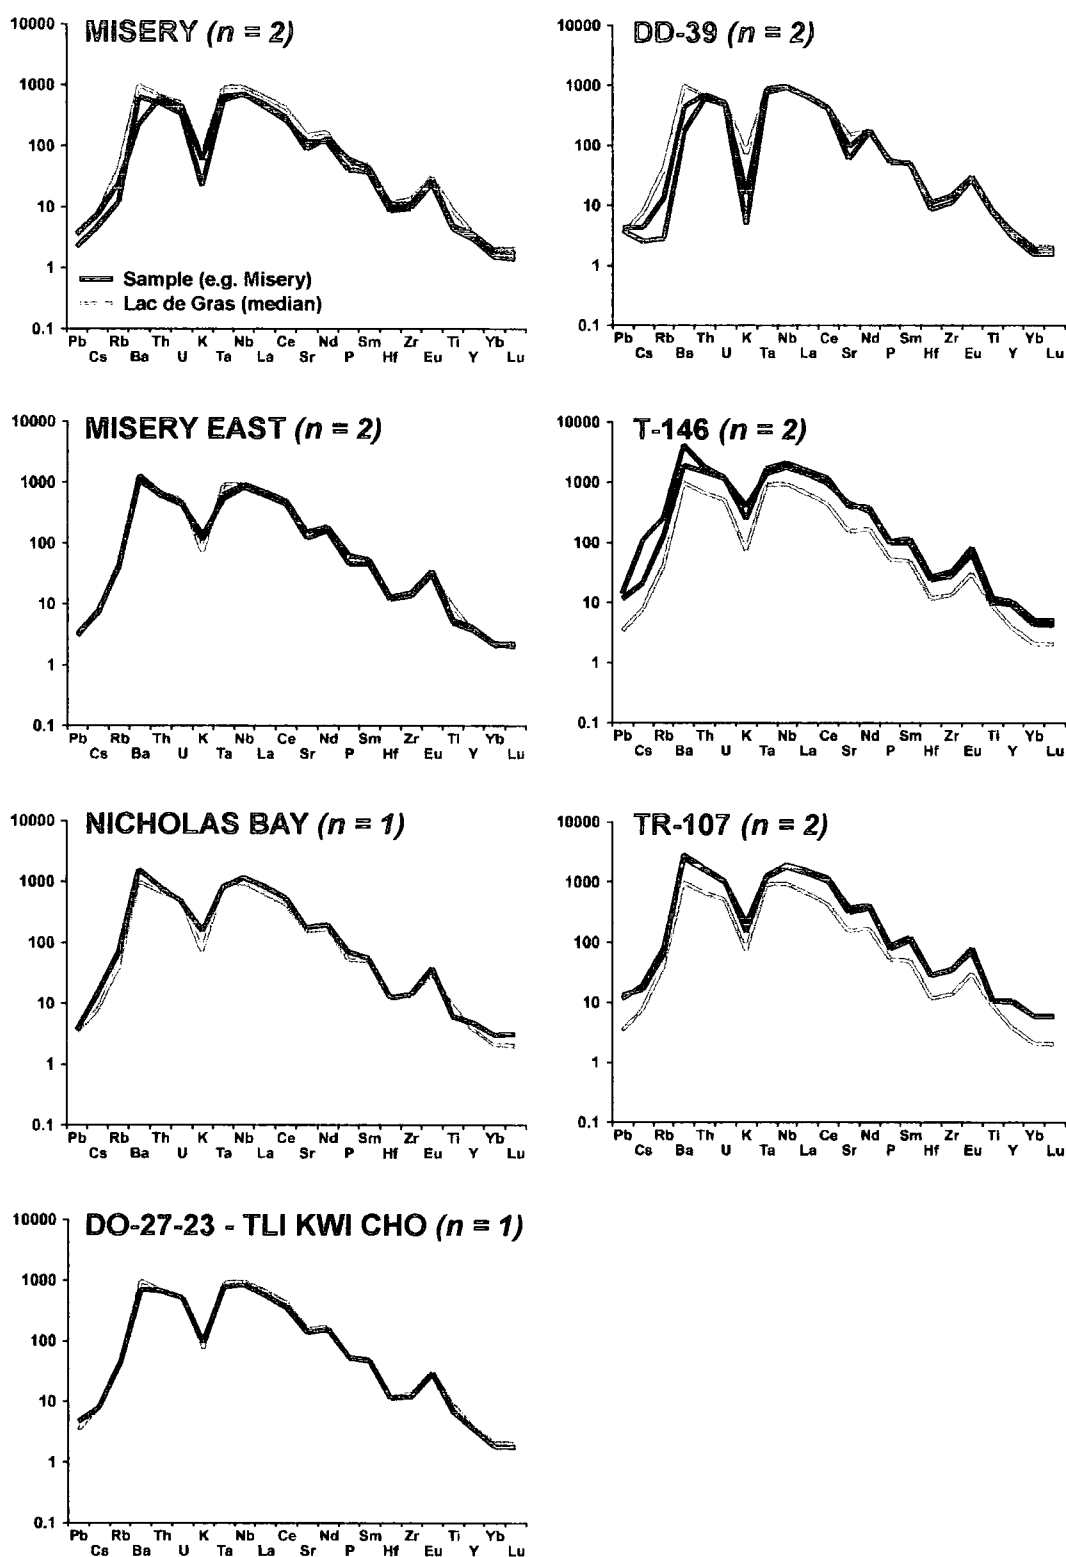 MISERY (n = 2)
10000
1000
100
10
1
0.1
Sample (e.g. Misery)
Lac de Gras (median)
Pb Rb Th K Nb Ce Nd Sm Zr Ti Yb
Cs Ba U Ta La Sr P Hf Eu Y Lu
DD-39 (n = 2)
10000
1000
100
10
1
0.1
Pb Rb Th K Nb Ce Nd Sm Zr Ti Yb
Cs Ba U Ta La Sr P Hf Eu Y Lu
MISERY EAST (n = 2)
10000
1000
100
10
1
0.1
Pb Rb Th K Nb Ce Nd Sm Zr Ti Yb
Cs Ba U Ta La Sr P Hf Eu Y Lu
T-146 (n = 2)
10000
1000
100
10
1
0.1
Pb Rb Th K Nb Ce Nd Sm Zr Ti Yb
Cs Ba U Ta La Sr P Hf Eu Y Lu
NICHOLAS BAY (n = 1)
10000
1000
100
10
1
0.1
Pb Rb Th K Nb Ce Nd Sm Zr Ti Yb
Cs Ba U Ta La Sr P Hf Eu Y Lu
TR-107 (n = 2)
10000
1000
100
10
1
0.1
Pb Rb Th K Nb Ce Nd Sm Zr Ti Yb
Cs Ba U Ta La Sr P Hf Eu Y Lu
DO-27-23 - TLI KWI CHO (n = 1)
10000
1000
100
10
1
0.1
Pb Rb Th K Nb Ce Nd Sm Zr Ti Yb
Cs Ba U Ta La Sr P Hf Eu Y Lu